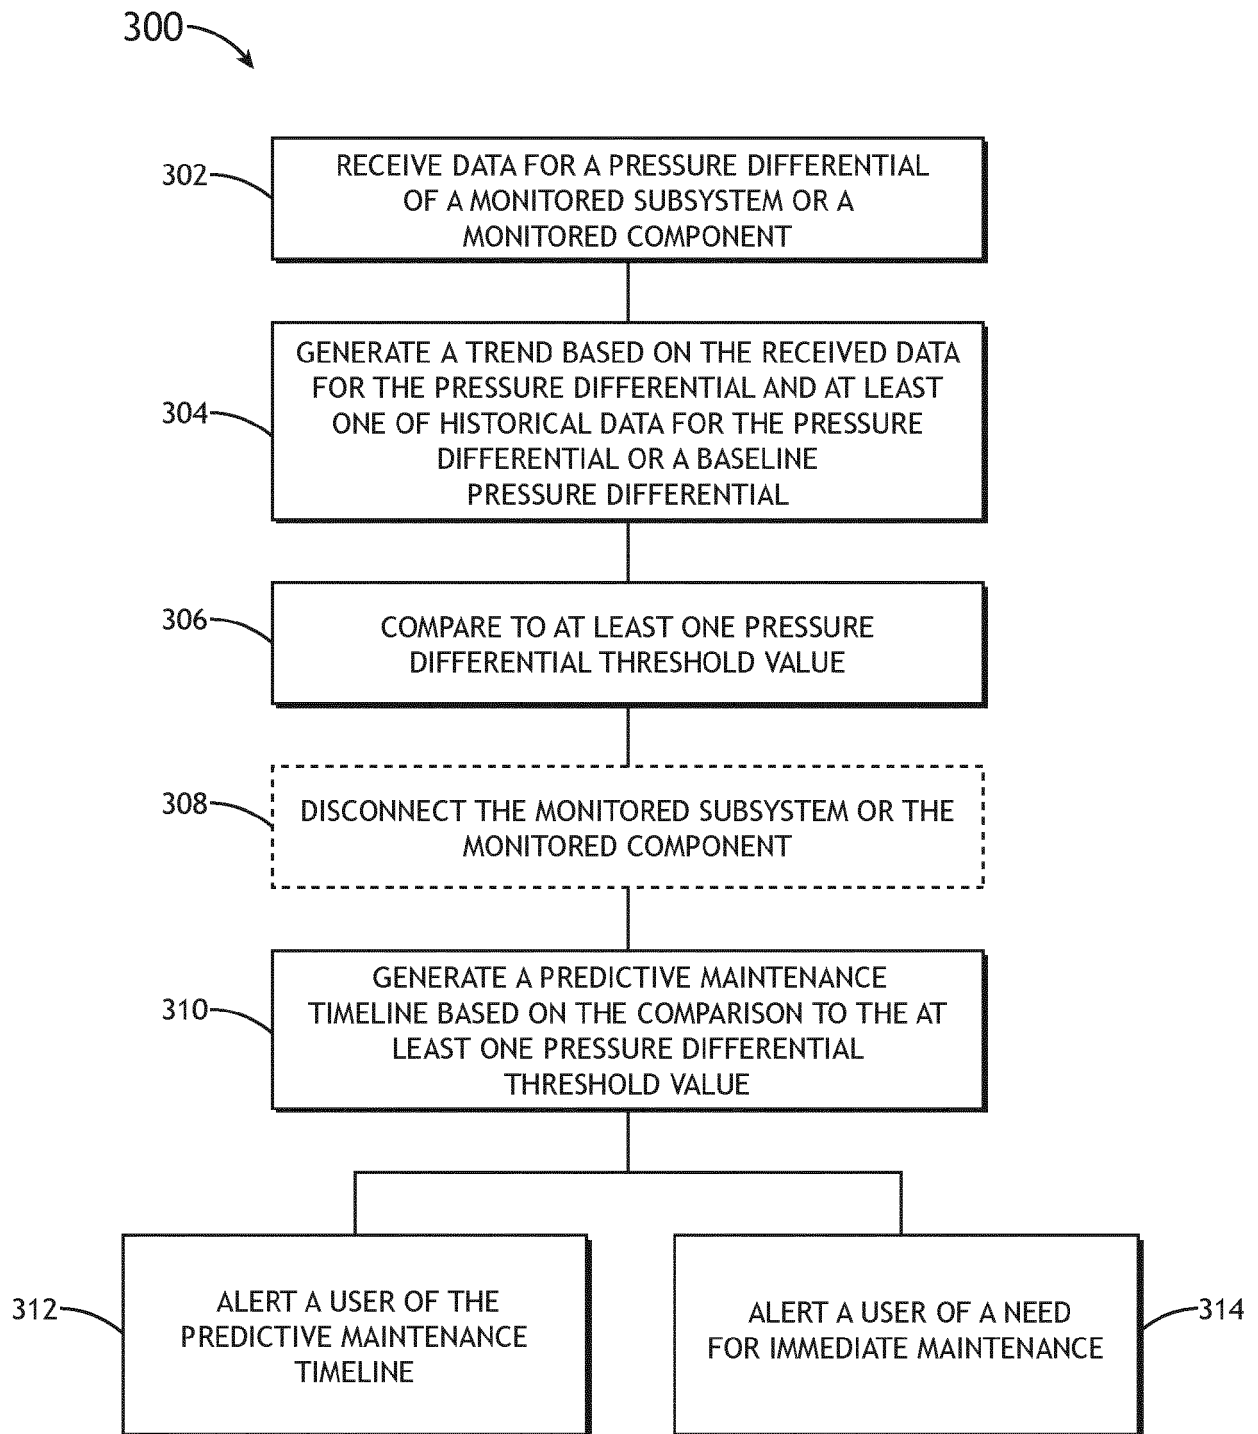 300
302
RECEIVE DATA FOR A PRESSURE DIFFERENTIAL
OF A MONITORED SUBSYSTEM OR A
MONITORED COMPONENT
304
GENERATE A TREND BASED ON THE RECEIVED DATA
FOR THE PRESSURE DIFFERENTIAL AND AT LEAST
ONE OF HISTORICAL DATA FOR THE PRESSURE
DIFFERENTIAL OR A BASELINE
PRESSURE DIFFERENTIAL
306
COMPARE TO AT LEAST ONE PRESSURE
DIFFERENTIAL THRESHOLD VALUE
308
DISCONNECT THE MONITORED SUBSYSTEM OR THE
MONITORED COMPONENT
310
GENERATE A PREDICTIVE MAINTENANCE
TIMELINE BASED ON THE COMPARISON TO THE AT
LEAST ONE PRESSURE DIFFERENTIAL
THRESHOLD VALUE
312
ALERT A USER OF THE
PREDICTIVE MAINTENANCE
TIMELINE
ALERT A USER OF A NEED
FOR IMMEDIATE MAINTENANCE
314